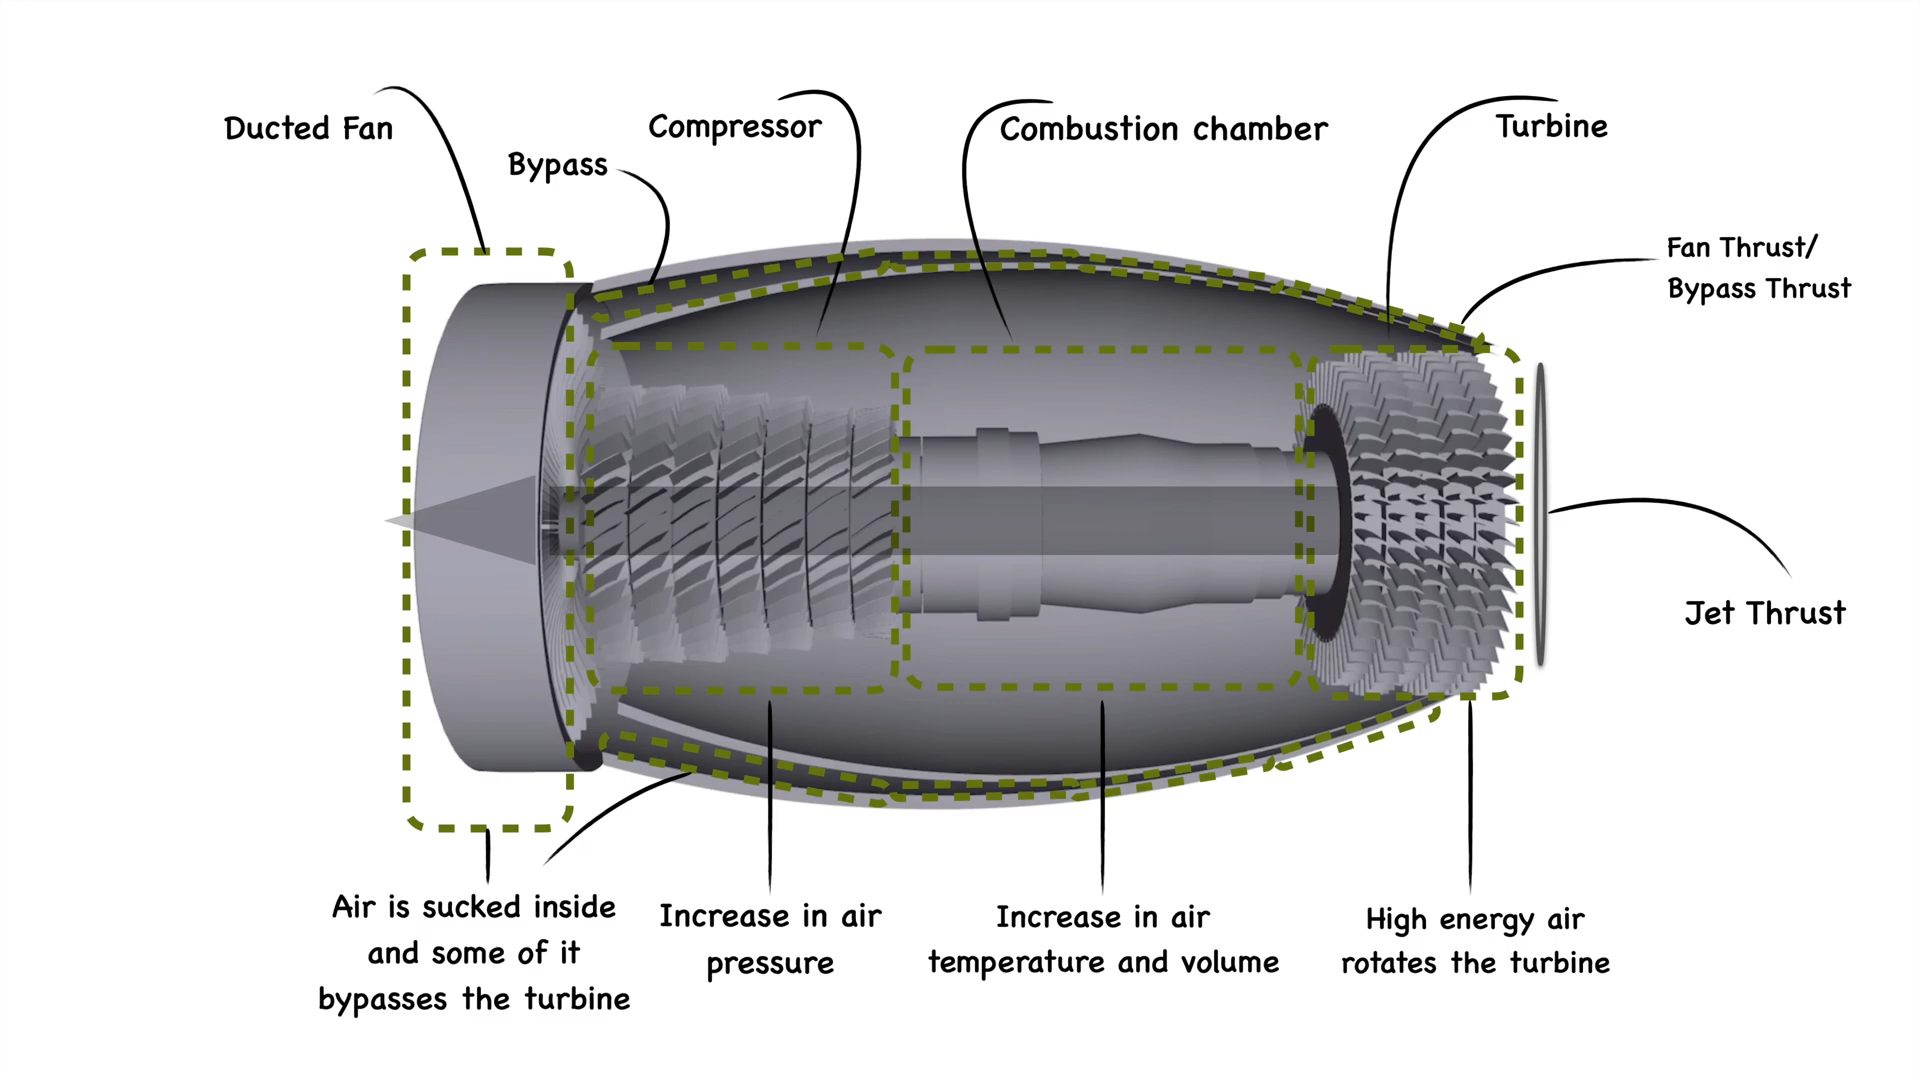 Ducted Fan
Bypass
Compressor
Combustion chamber
Turbine
Fan Thrust/
Bypass Thrust
Jet Thrust
Air is sucked inside
and some of it
bypasses the turbine
Increase in air
pressure
Increase in air
temperature and volume
High energy air
rotates the turbine